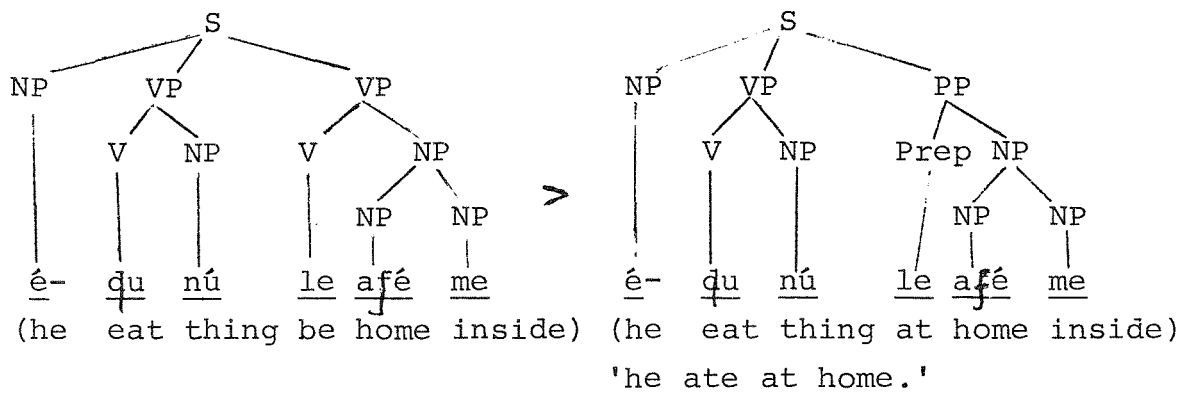 S S
NP VP VP NP VP PP
V NP V NP V NP Prep NP
>
NP NP NP NP
é- ɖu nú le aƒé me é- ɖu nú le aƒé me
(he eat thing be home inside) (he eat thing at home inside)
'he ate at home.'